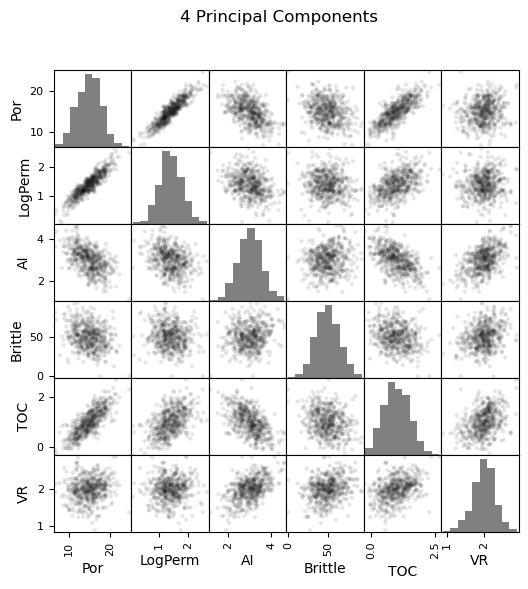 4 Principal Components
Por
20
10
LogPerm
2
1
AI
4
2
Brittle
50
0
TOC
2
0
VR
2
1
10
20
1
2
2
4
0
50
0.0
2.5
1
2
Por
LogPerm
AI
Brittle
TOC
VR